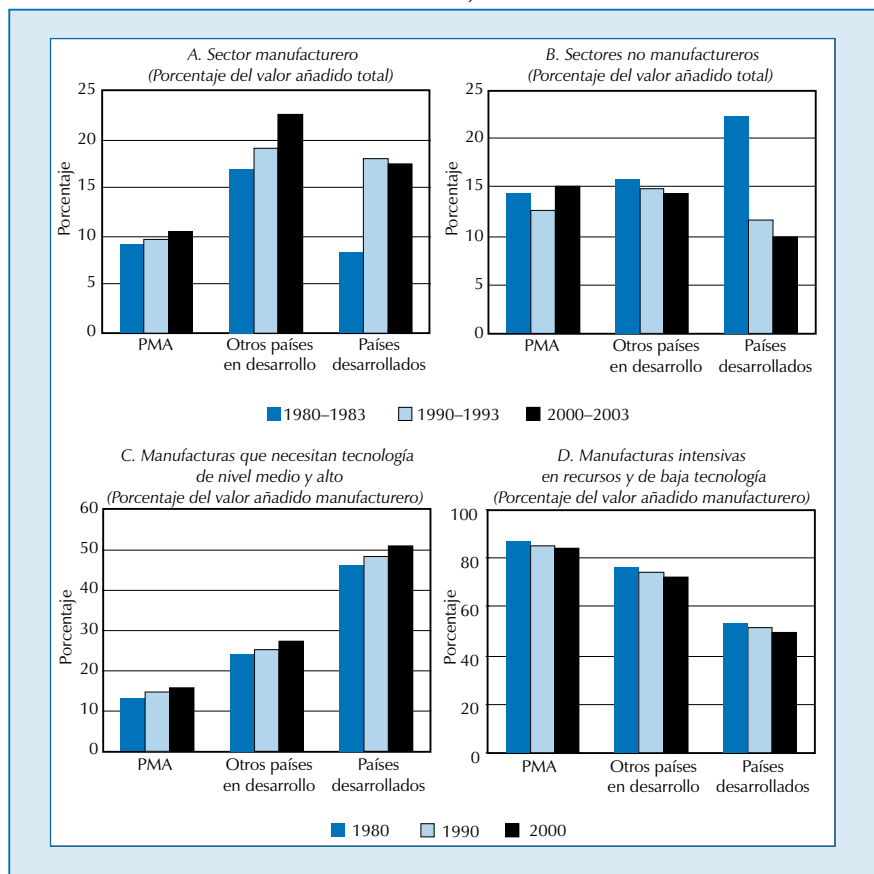 A. Sector manufacturero
(Porcentaje del valor añadido total)
25
20
15
10
5
0
Porcentaje
PMA
Otros países
en desarrollo
Países
desarrollados
B. Sectores no manufactureros
(Porcentaje del valor añadido total)
25
20
15
10
5
0
Porcentaje
PMA
Otros países
en desarrollo
Países
desarrollados
1980–1983
1990–1993
2000–2003
C. Manufacturas que necesitan tecnología
de nivel medio y alto
(Porcentaje del valor añadido manufacturero)
60
50
40
30
20
10
0
Porcentaje
PMA
Otros países
en desarrollo
Países
desarrollados
D. Manufacturas intensivas
en recursos y de baja tecnología
(Porcentaje del valor añadido manufacturero)
100
80
60
40
20
0
Porcentaje
PMA
Otros países
en desarrollo
Países
desarrollados
1980
1990
2000